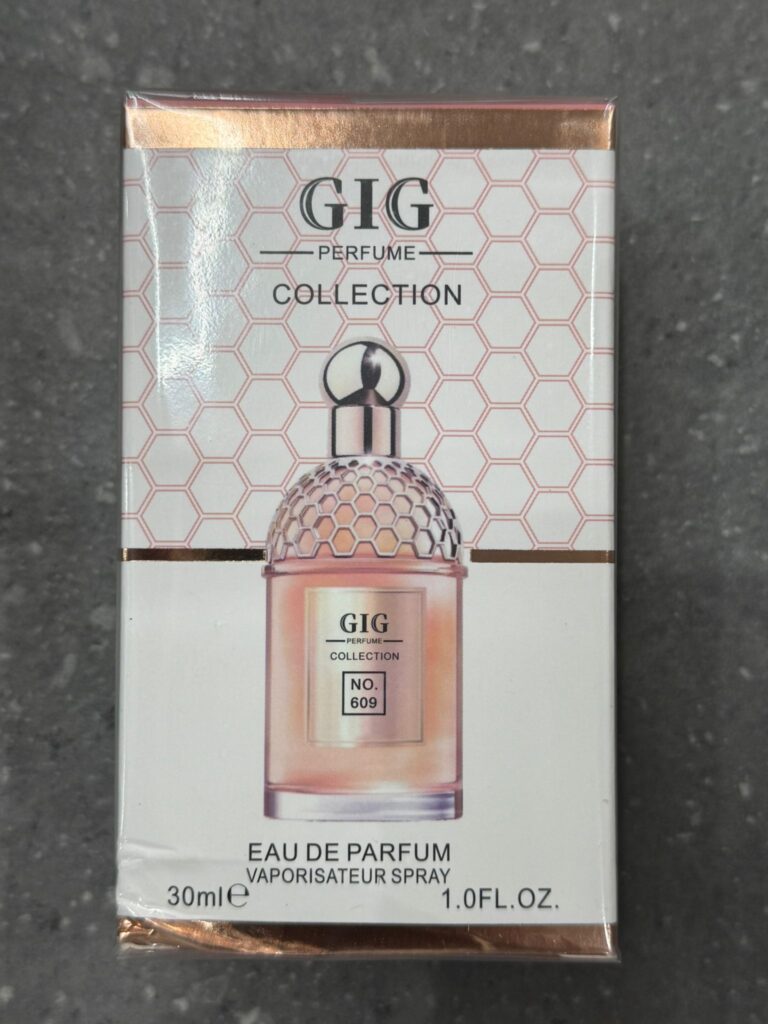 GIG
PERFUME
COLLECTION
GIG
PERFUME
COLLECTION
NO.
609
EAU DE PARFUM
VAPORISATEUR SPRAY
30ml℮ 1.0FL.OZ.